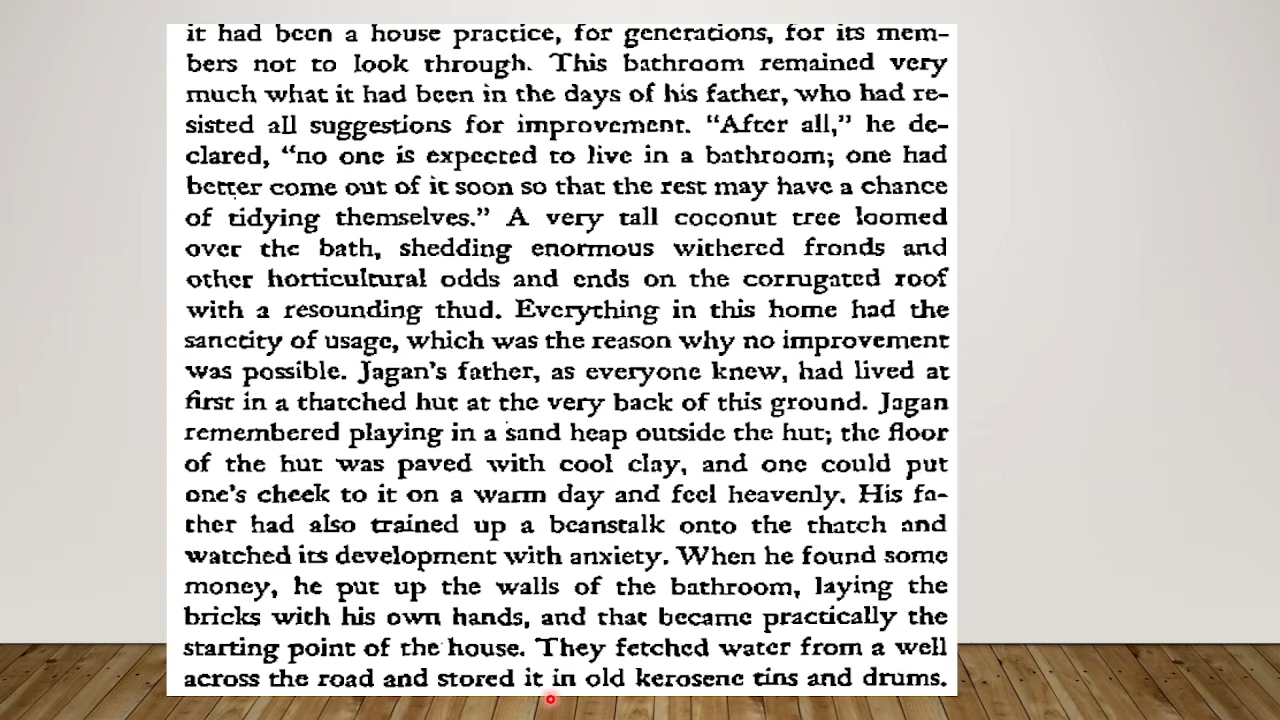 it had been a house practice, for generations, for its mem-
bers not to look through. This bathroom remained very
much what it had been in the days of his father, who had re-
sisted all suggestions for improvement. “After all,” he de-
clared, “no one is expected to live in a bathroom; one had
better come out of it soon so that the rest may have a chance
of tidying themselves.” A very tall coconut tree loomed
over the bath, shedding enormous withered fronds and
other horticultural odds and ends on the corrugated roof
with a resounding thud. Everything in this home had the
sanctity of usage, which was the reason why no improvement
was possible. Jagan’s father, as everyone knew, had lived at
first in a thatched hut at the very back of this ground. Jagan
remembered playing in a sand heap outside the hut; the floor
of the hut was paved with cool clay, and one could put
one’s cheek to it on a warm day and feel heavenly. His fa-
ther had also trained up a beanstalk onto the thatch and
watched its development with anxiety. When he found some
money, he put up the walls of the bathroom, laying the
bricks with his own hands, and that became practically the
starting point of the house. They fetched water from a well
across the road and stored it in old kerosene tins and drums.